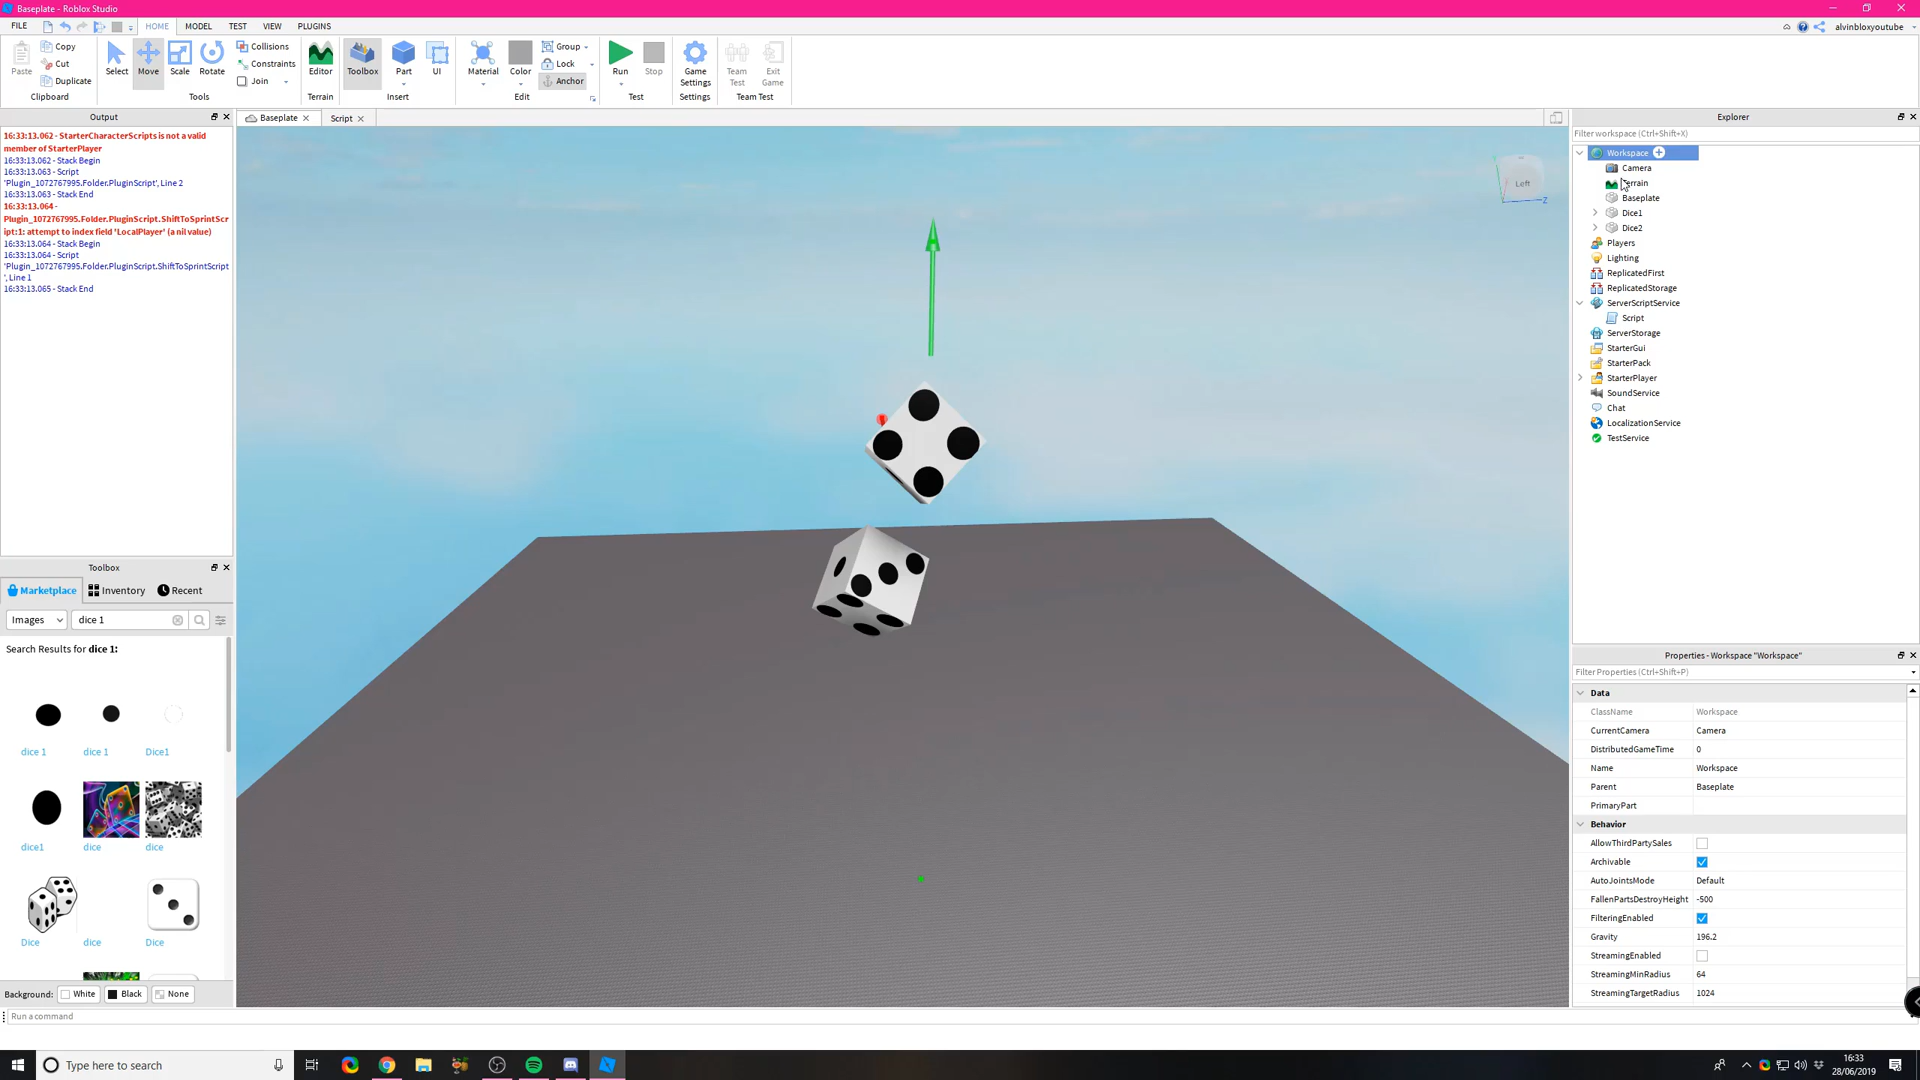 Baseplate - Roblox Studio
FILE HOME MODEL TEST VIEW PLUGINS alvinbloxyoutube
Paste Copy Cut Duplicate Clipboard
Select Move Scale Rotate Collisions Constraints Join Tools
Editor Terrain
Toolbox Part UI Insert
Material Color Group Lock Anchor Edit
Run Stop Test
Game Settings Settings
Team Test Exit Game Team Test
Output
16:33:13.062 - StarterCharacterScripts is not a valid
member of StarterPlayer
16:33:13.062 - Stack Begin
16:33:13.062 - Script
'Plugin_1072767995.Folder.PluginScript', Line 2
16:33:13.063 - Stack End
16:33:13.064 -
Plugin_1072767995.Folder.PluginScript.ShiftToSprintScr
ipt:1: attempt to index field 'LocalPlayer' (a nil value)
16:33:13.064 - Stack Begin
16:33:13.064 - Script
'Plugin_1072767995.Folder.PluginScript.ShiftToSprintScript'
, Line 1
16:33:13.065 - Stack End
Baseplate Script
Left
Z
Explorer
Filter workspace (Ctrl+Shift+X)
Workspace
Camera
Baseplate
Dice1
Dice2
Players
Lighting
ReplicatedFirst
ReplicatedStorage
ServerScriptService
Script
ServerStorage
StarterGui
StarterPack
StarterPlayer
SoundService
Chat
LocalizationService
TestService
Toolbox
Marketplace Inventory Recent
Images dice 1
Search Results for dice 1:
dice 1 dice 1 Dice1
dice1 dice dice
Dice dice Dice
Background: White Black None
Properties - Workspace "Workspace"
Filter Properties (Ctrl+Shift+P)
Data
ClassName Workspace
CurrentCamera Camera
DistributedGameTime 0
Name Workspace
Parent Baseplate
PrimaryPart
Behavior
AllowThirdPartySales
Archivable
AutoJointsMode Default
FallenPartsDestroyHeight -500
FilteringEnabled
Gravity 196.2
StreamingEnabled
StreamingMinRadius 64
StreamingTargetRadius 1024
Run a command
Type here to search
16:33
28/06/2019